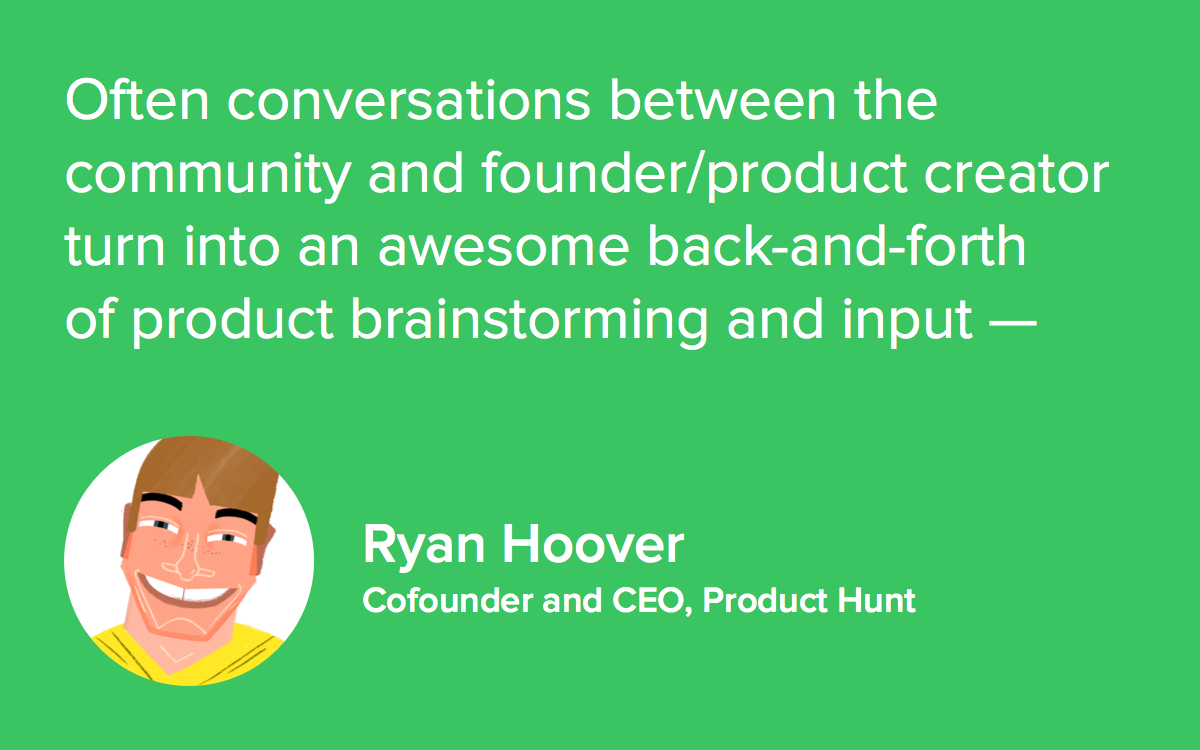 Often conversations between the
community and founder/product creator
turn into an awesome back-and-forth
of product brainstorming and input —
Ryan Hoover
Cofounder and CEO, Product Hunt